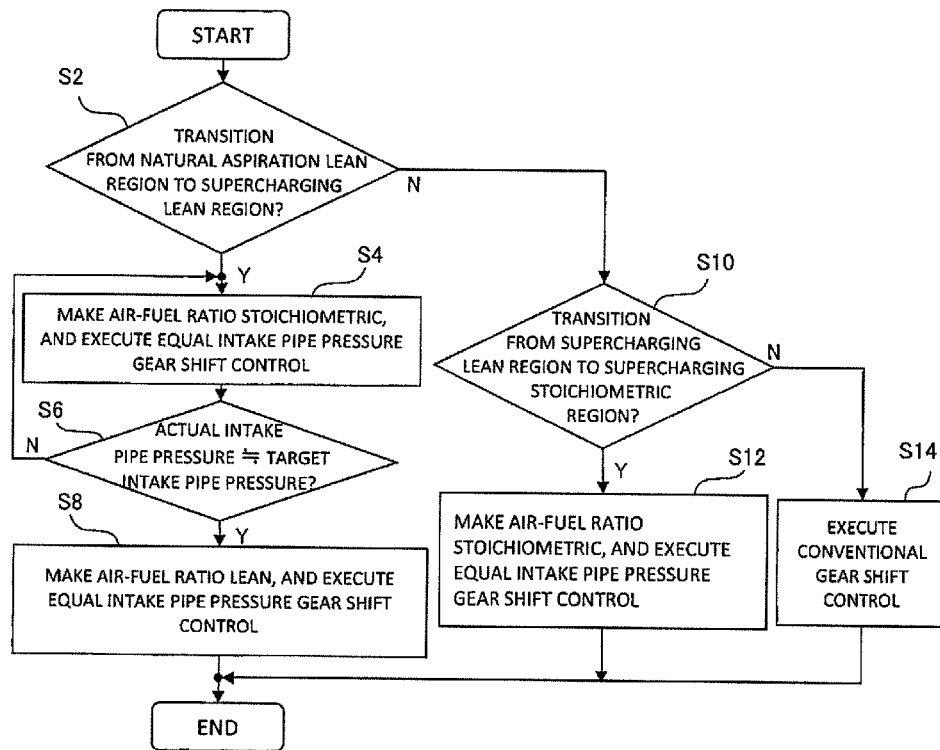 START
S2
TRANSITION
FROM NATURAL ASPIRATION LEAN
REGION TO SUPERCHARGING
LEAN REGION?
N
Y
S4
MAKE AIR-FUEL RATIO STOICHIOMETRIC,
AND EXECUTE EQUAL INTAKE PIPE PRESSURE
GEAR SHIFT CONTROL
S6
N
ACTUAL INTAKE
PIPE PRESSURE ≒ TARGET
INTAKE PIPE PRESSURE?
Y
S8
MAKE AIR-FUEL RATIO LEAN, AND EXECUTE
EQUAL INTAKE PIPE PRESSURE GEAR SHIFT
CONTROL
S10
TRANSITION
FROM SUPERCHARGING
LEAN REGION TO SUPERCHARGING
STOICHIOMETRIC
REGION?
N
Y
S12
MAKE AIR-FUEL RATIO
STOICHIOMETRIC, AND EXECUTE
EQUAL INTAKE PIPE PRESSURE
GEAR SHIFT CONTROL
S14
EXECUTE
CONVENTIONAL
GEAR SHIFT
CONTROL
END